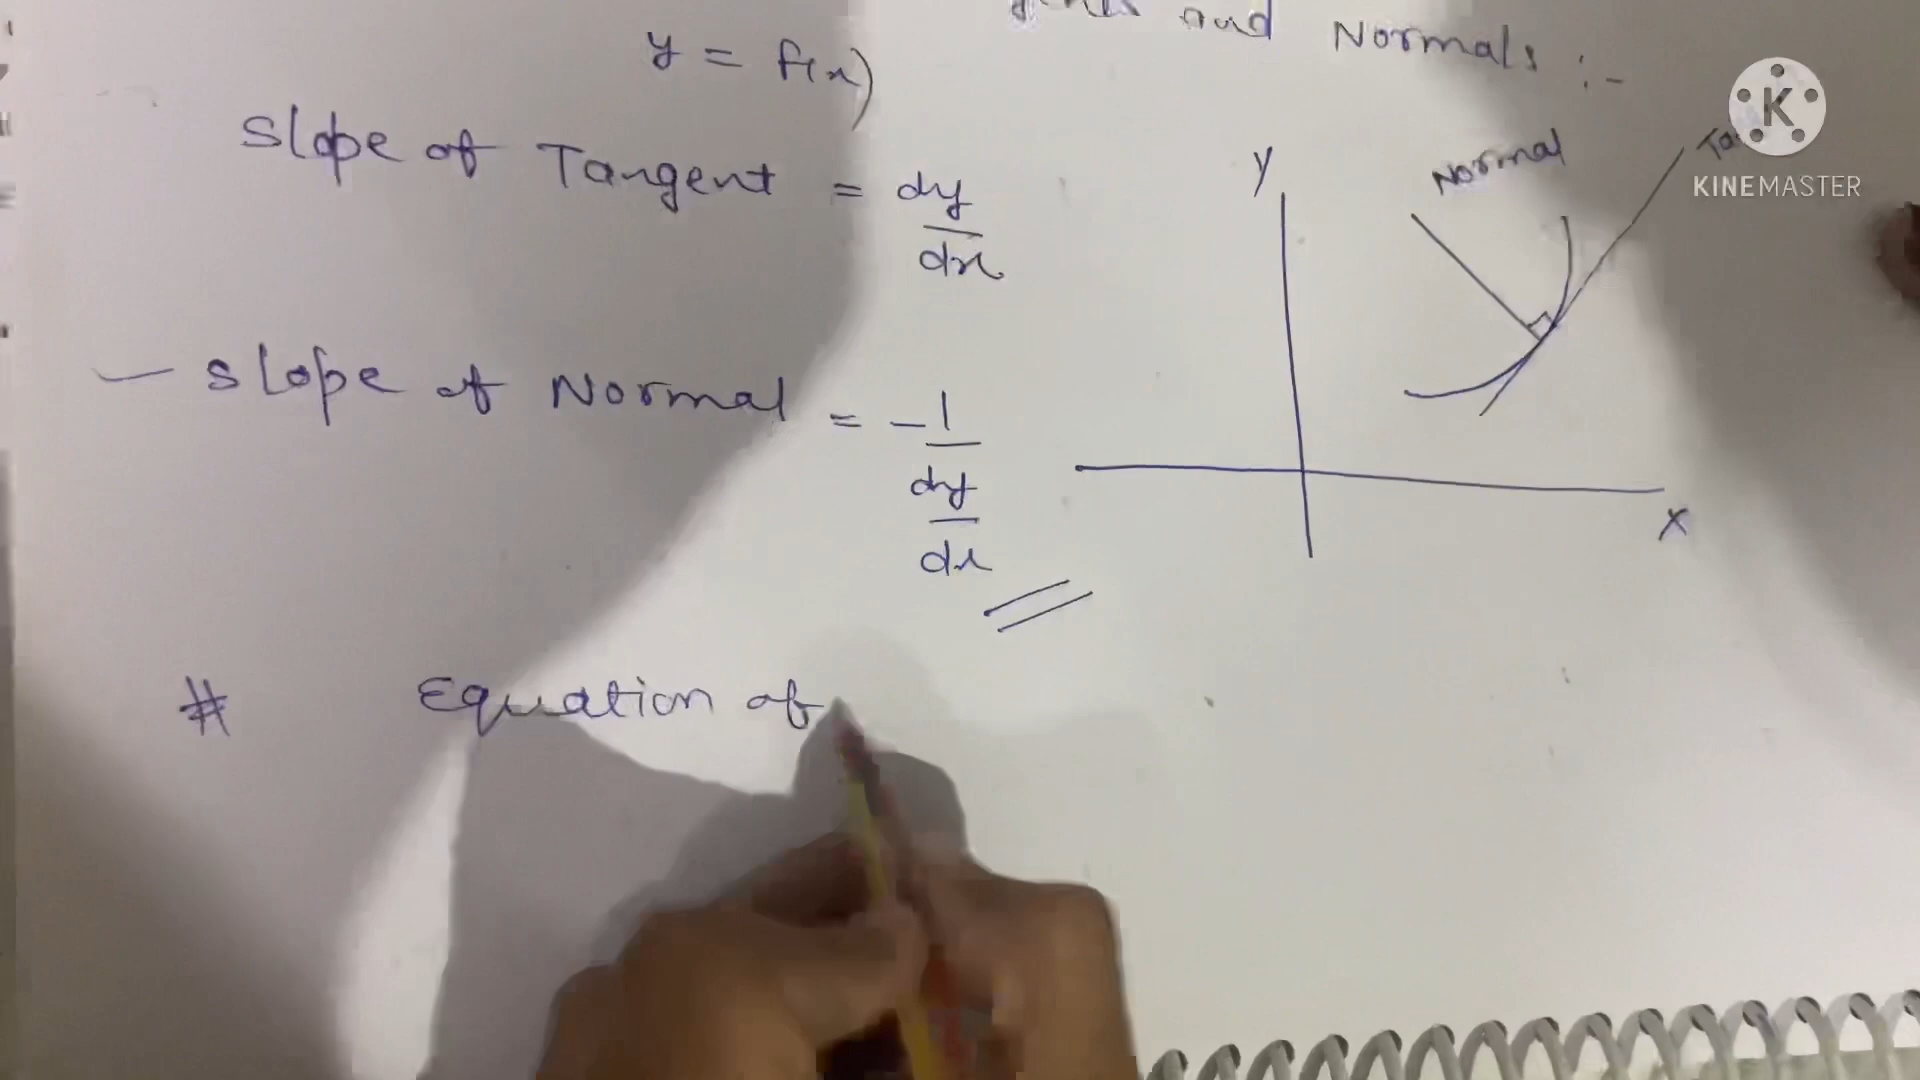 and Normals :-
y = f(x)
Slope of Tangent = dy/dx
— Slope of Normal = -1/(dy/dx)
Y
Normal
X
# Equation of
K
KINEMASTER